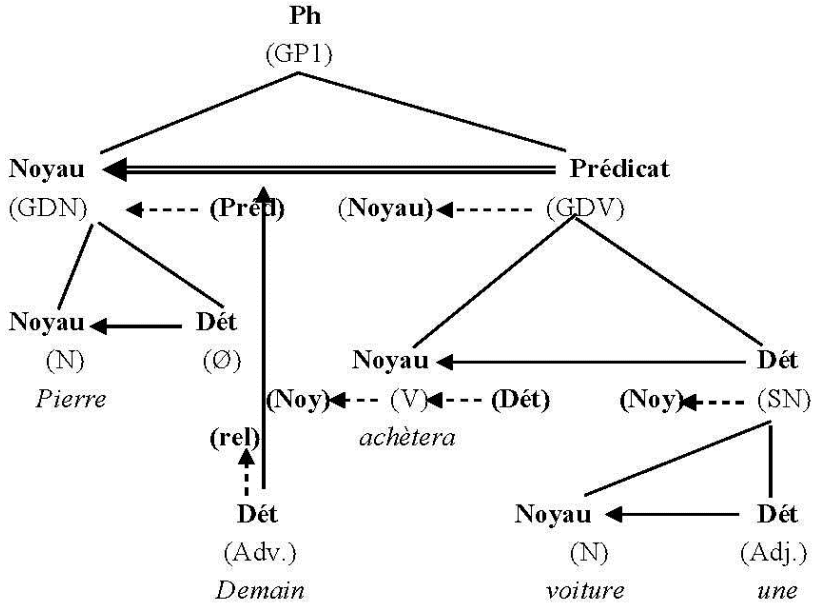 Ph
(GP1)
Noyau Prédicat
(GDN) (Préd) (Noyau) (GDV)
Noyau Dét Noyau Dét
(N) (Ø)
Pierre (Noy) (V) (Dét) (Noy) (SN)
(rel) achètera
Dét Noyau Dét
(Adv.) (N) (Adj.)
Demain voiture une